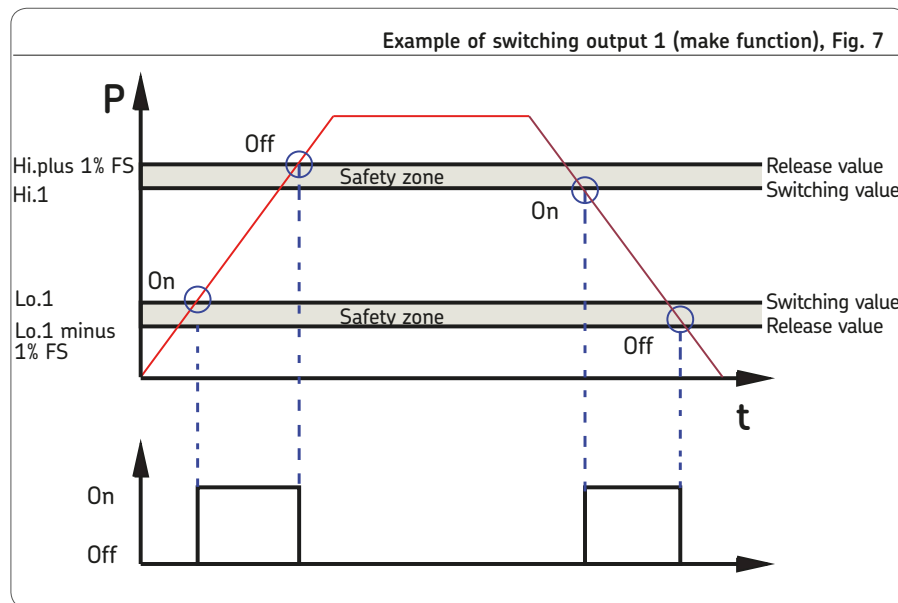 Example of switching output 1 (make function), Fig. 7
P
Off
Hi.plus 1% FS
Safety zone
Release value
Hi.1
Switching value
On
On
Lo.1
Switching value
Safety zone
Lo.1 minus
1% FS
Release value
Off
t
On
Off